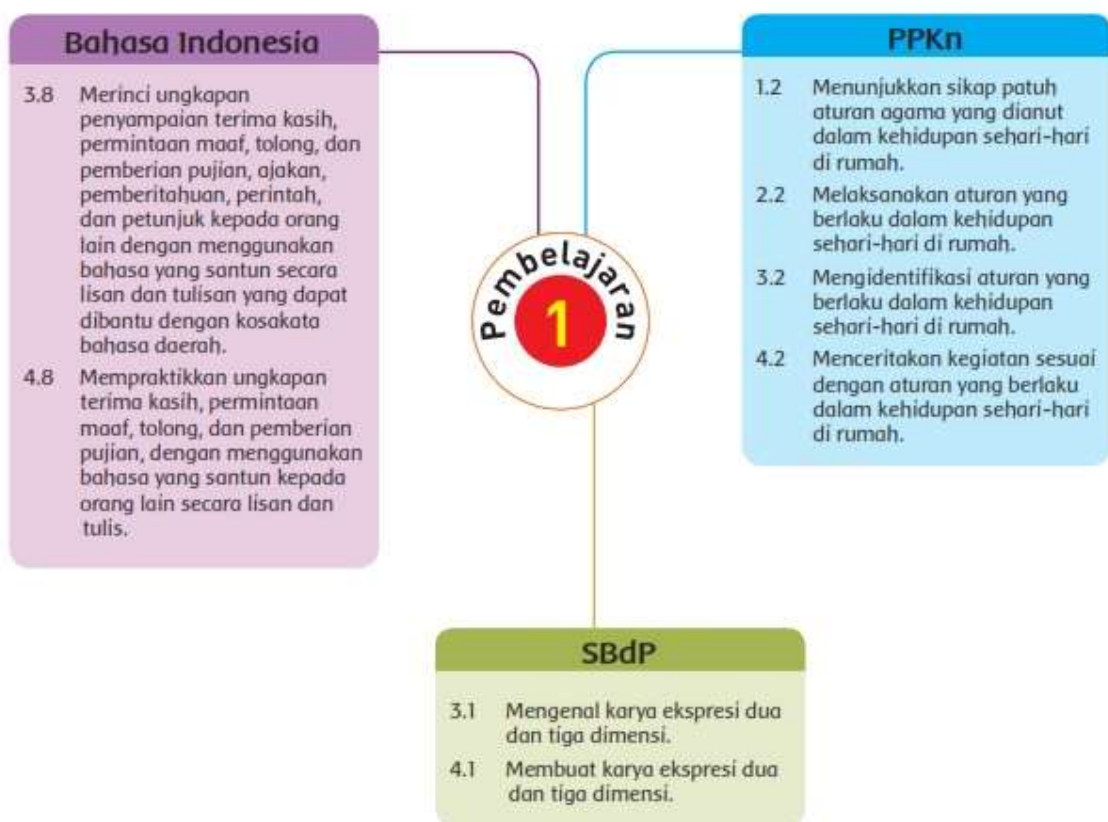 Bahasa Indonesia
3.8 Merinci ungkapan
penyampaian terima kasih,
permintaan maaf, tolong, dan
pemberian pujian, ajakan,
pemberitahuan, perintah,
dan petunjuk kepada orang
lain dengan menggunakan
bahasa yang santun secara
lisan dan tulisan yang dapat
dibantu dengan kosakata
bahasa daerah.
4.8 Mempraktikkan ungkapan
terima kasih, permintaan
maaf, tolong, dan pemberian
pujian, dengan menggunakan
bahasa yang santun kepada
orang lain secara lisan dan
tulis.
PPKn
1.2 Menunjukkan sikap patuh
aturan agama yang dianut
dalam kehidupan sehari-hari
di rumah.
2.2 Melaksanakan aturan yang
berlaku dalam kehidupan
sehari-hari di rumah.
3.2 Mengidentifikasi aturan yang
berlaku dalam kehidupan
sehari-hari di rumah.
4.2 Menceritakan kegiatan sesuai
dengan aturan yang berlaku
dalam kehidupan sehari-hari
di rumah.
Pembelajaran
1
SBdP
3.1 Mengenal karya ekspresi dua
dan tiga dimensi.
4.1 Membuat karya ekspresi dua
dan tiga dimensi.